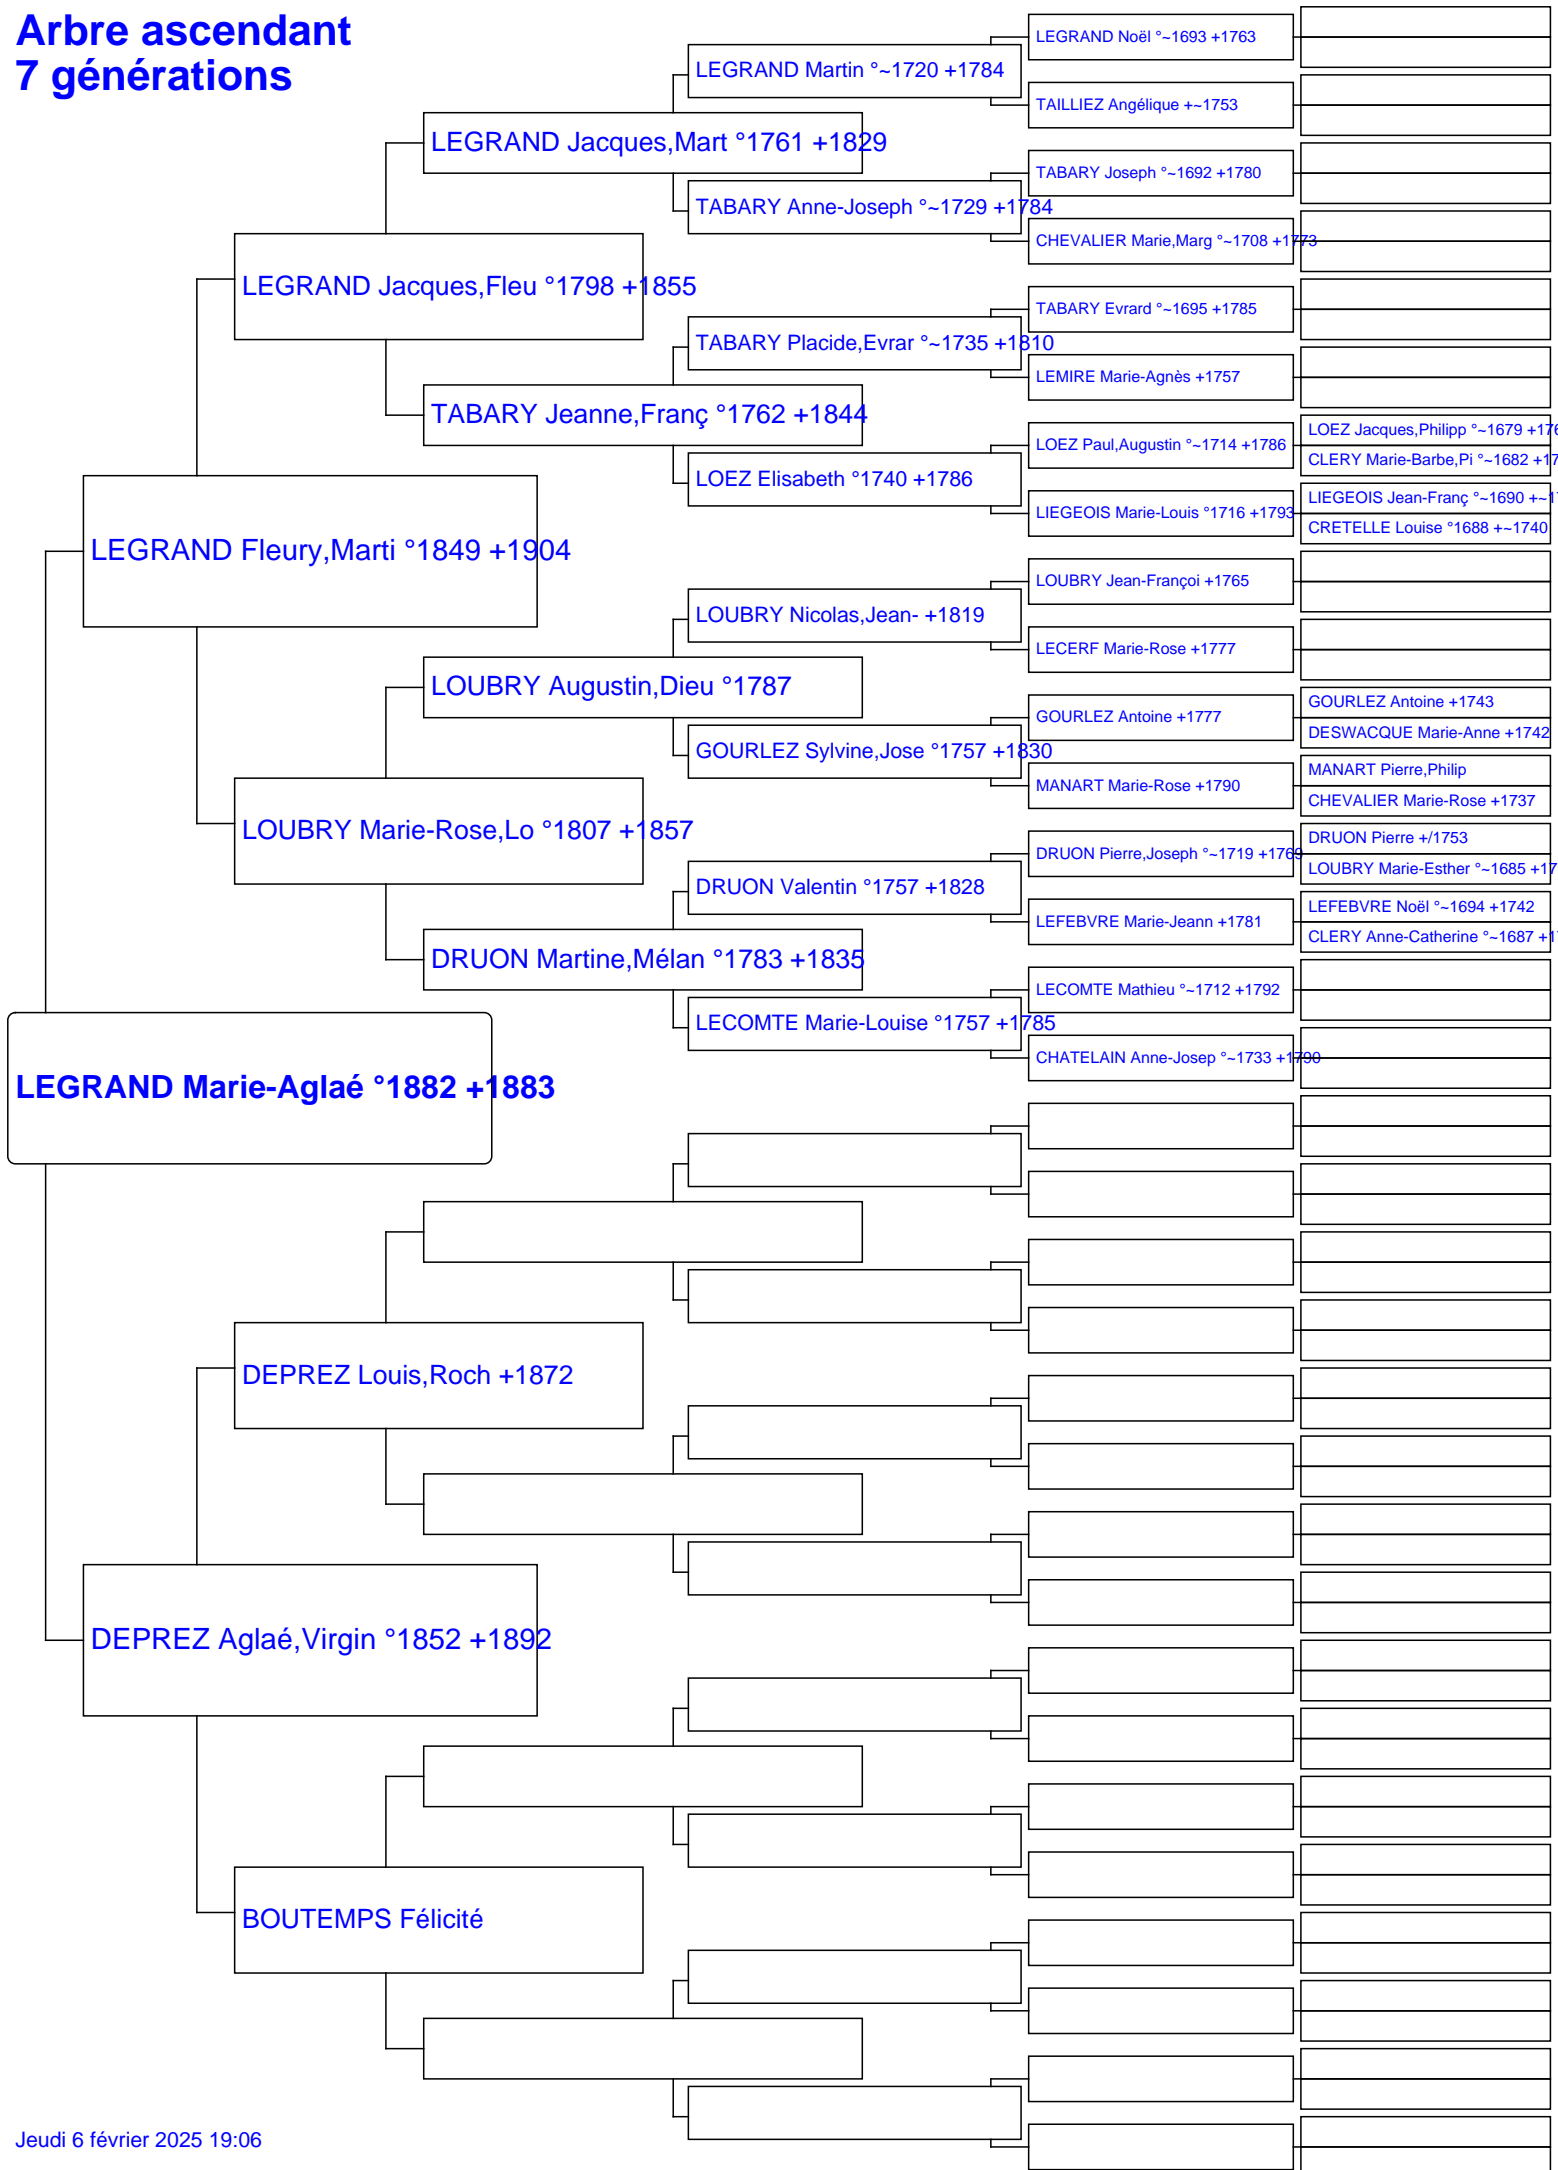 Arbre ascendant
7 générations
LEGRAND Noël °~1693 +1763
LEGRAND Martin °~1720 +1784
TAILLIEZ Angélique +~1753
LEGRAND Jacques,Mart °1761 +1829
TABARY Joseph °~1692 +1780
TABARY Anne-Joseph °~1729 +1784
CHEVALIER Marie,Marg °~1708 +1773
LEGRAND Jacques,Fleu °1798 +1855
TABARY Evrard °~1695 +1785
TABARY Placide,Evrar °~1735 +1810
LEMIRE Marie-Agnès +1757
TABARY Jeanne,Franç °1762 +1844
LOEZ Jacques,Philipp °~1679 +176
LOEZ Paul,Augustin °~1714 +1786
CLERY Marie-Barbe,Pi °~1682 +17
LOEZ Elisabeth °1740 +1786
LIEGEOIS Jean-Franç °~1690 +~1
LIEGEOIS Marie-Louis °1716 +1793
CRETELLE Louise °1688 +~1740
LEGRAND Fleury,Marti °1849 +1904
LOUBRY Jean-Françoi +1765
LOUBRY Nicolas,Jean- +1819
LECERF Marie-Rose +1777
LOUBRY Augustin,Dieu °1787
GOURLEZ Antoine +1743
GOURLEZ Antoine +1777
DESWACQUE Marie-Anne +1742
GOURLEZ Sylvine,Jose °1757 +1830
MANART Pierre,Philip
MANART Marie-Rose +1790
CHEVALIER Marie-Rose +1737
LOUBRY Marie-Rose,Lo °1807 +1857
DRUON Pierre +/1753
DRUON Pierre,Joseph °~1719 +1769
LOUBRY Marie-Esther °~1685 +17
DRUON Valentin °1757 +1828
LEFEBVRE Noël °~1694 +1742
LEFEBVRE Marie-Jeann +1781
CLERY Anne-Catherine °~1687 +1
DRUON Martine,Mélan °1783 +1835
LECOMTE Mathieu °~1712 +1792
LECOMTE Marie-Louise °1757 +1785
CHATELAIN Anne-Josep °~1733 +1790
LEGRAND Marie-Aglaé °1882 +1883
DEPREZ Louis,Roch +1872
DEPREZ Aglaé,Virgin °1852 +1892
BOUTEMPS Félicité
Jeudi 6 février 2025 19:06